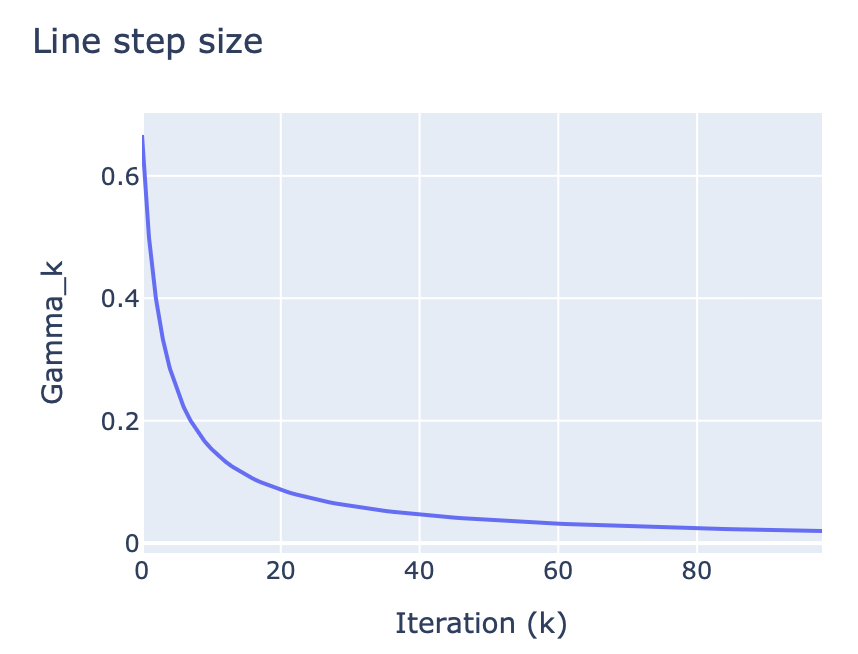 Line step size
0.6
0.4
0.2
0
Gamma_k
0 20 40 60 80
Iteration (k)